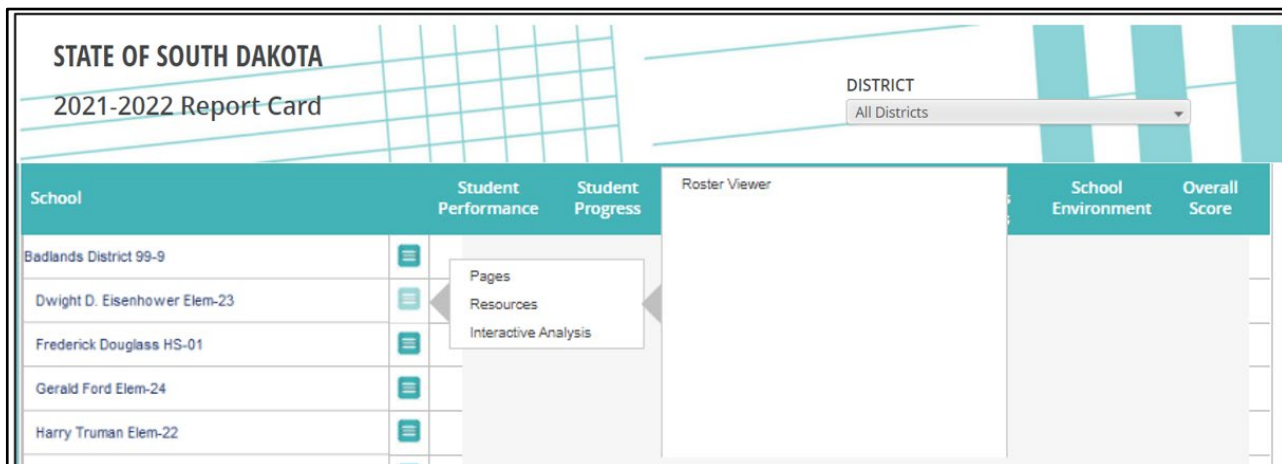 STATE OF SOUTH DAKOTA
2021-2022 Report Card
DISTRICT
All Districts
School
Student Performance
Student Progress
Roster Viewer
School Environment
Overall Score
Badlands District 99-9
Dwight D. Eisenhower Elem-23
Frederick Douglass HS-01
Gerald Ford Elem-24
Harry Truman Elem-22
Pages
Resources
Interactive Analysis